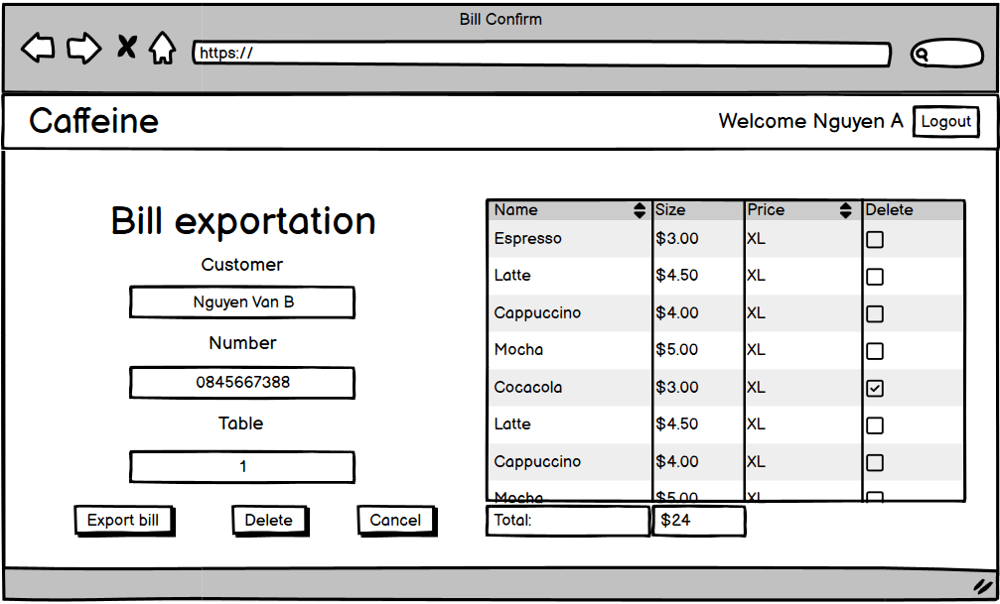 Bill Confirm
https://
Caffeine
Welcome Nguyen A
Logout
Bill exportation
Customer
Nguyen Van B
Number
0845667388
Table
1
Export bill Delete Cancel
Name Size Price Delete
Espresso $3.00 XL
Latte $4.50 XL
Cappuccino $4.00 XL
Mocha $5.00 XL
Cocacola $3.00 XL
Latte $4.50 XL
Cappuccino $4.00 XL
Mocha $5.00 XL
Total: $24